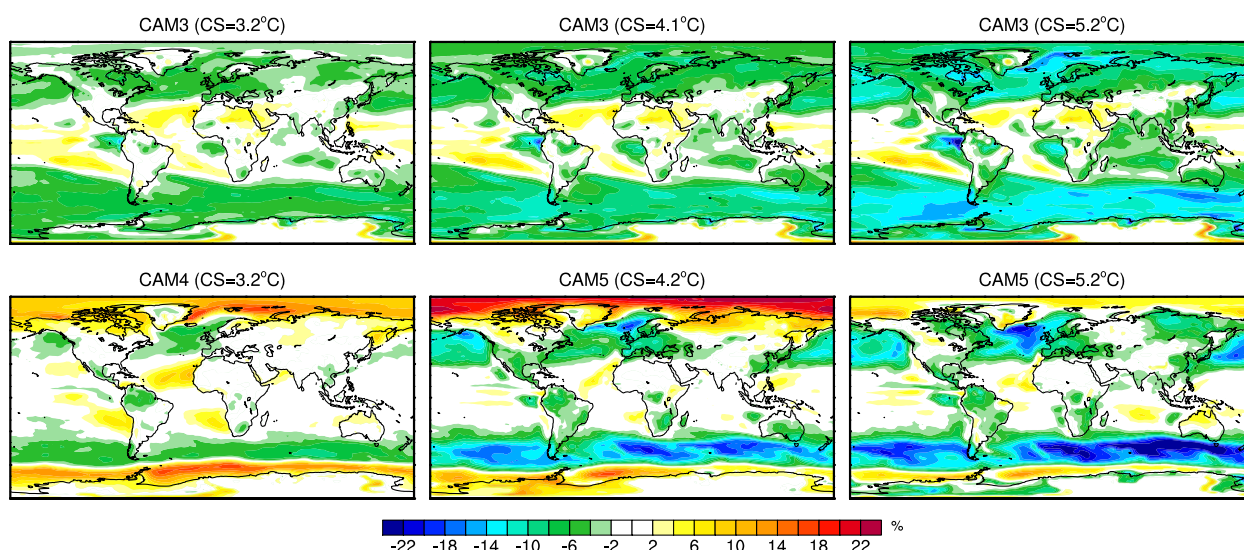 CAM3 (CS=3.2°C) CAM3 (CS=4.1°C) CAM3 (CS=5.2°C)
CAM4 (CS=3.2°C) CAM5 (CS=4.2°C) CAM5 (CS=5.2°C)
-22 -18 -14 -10 -6 -2 2 6 10 14 18 22 %